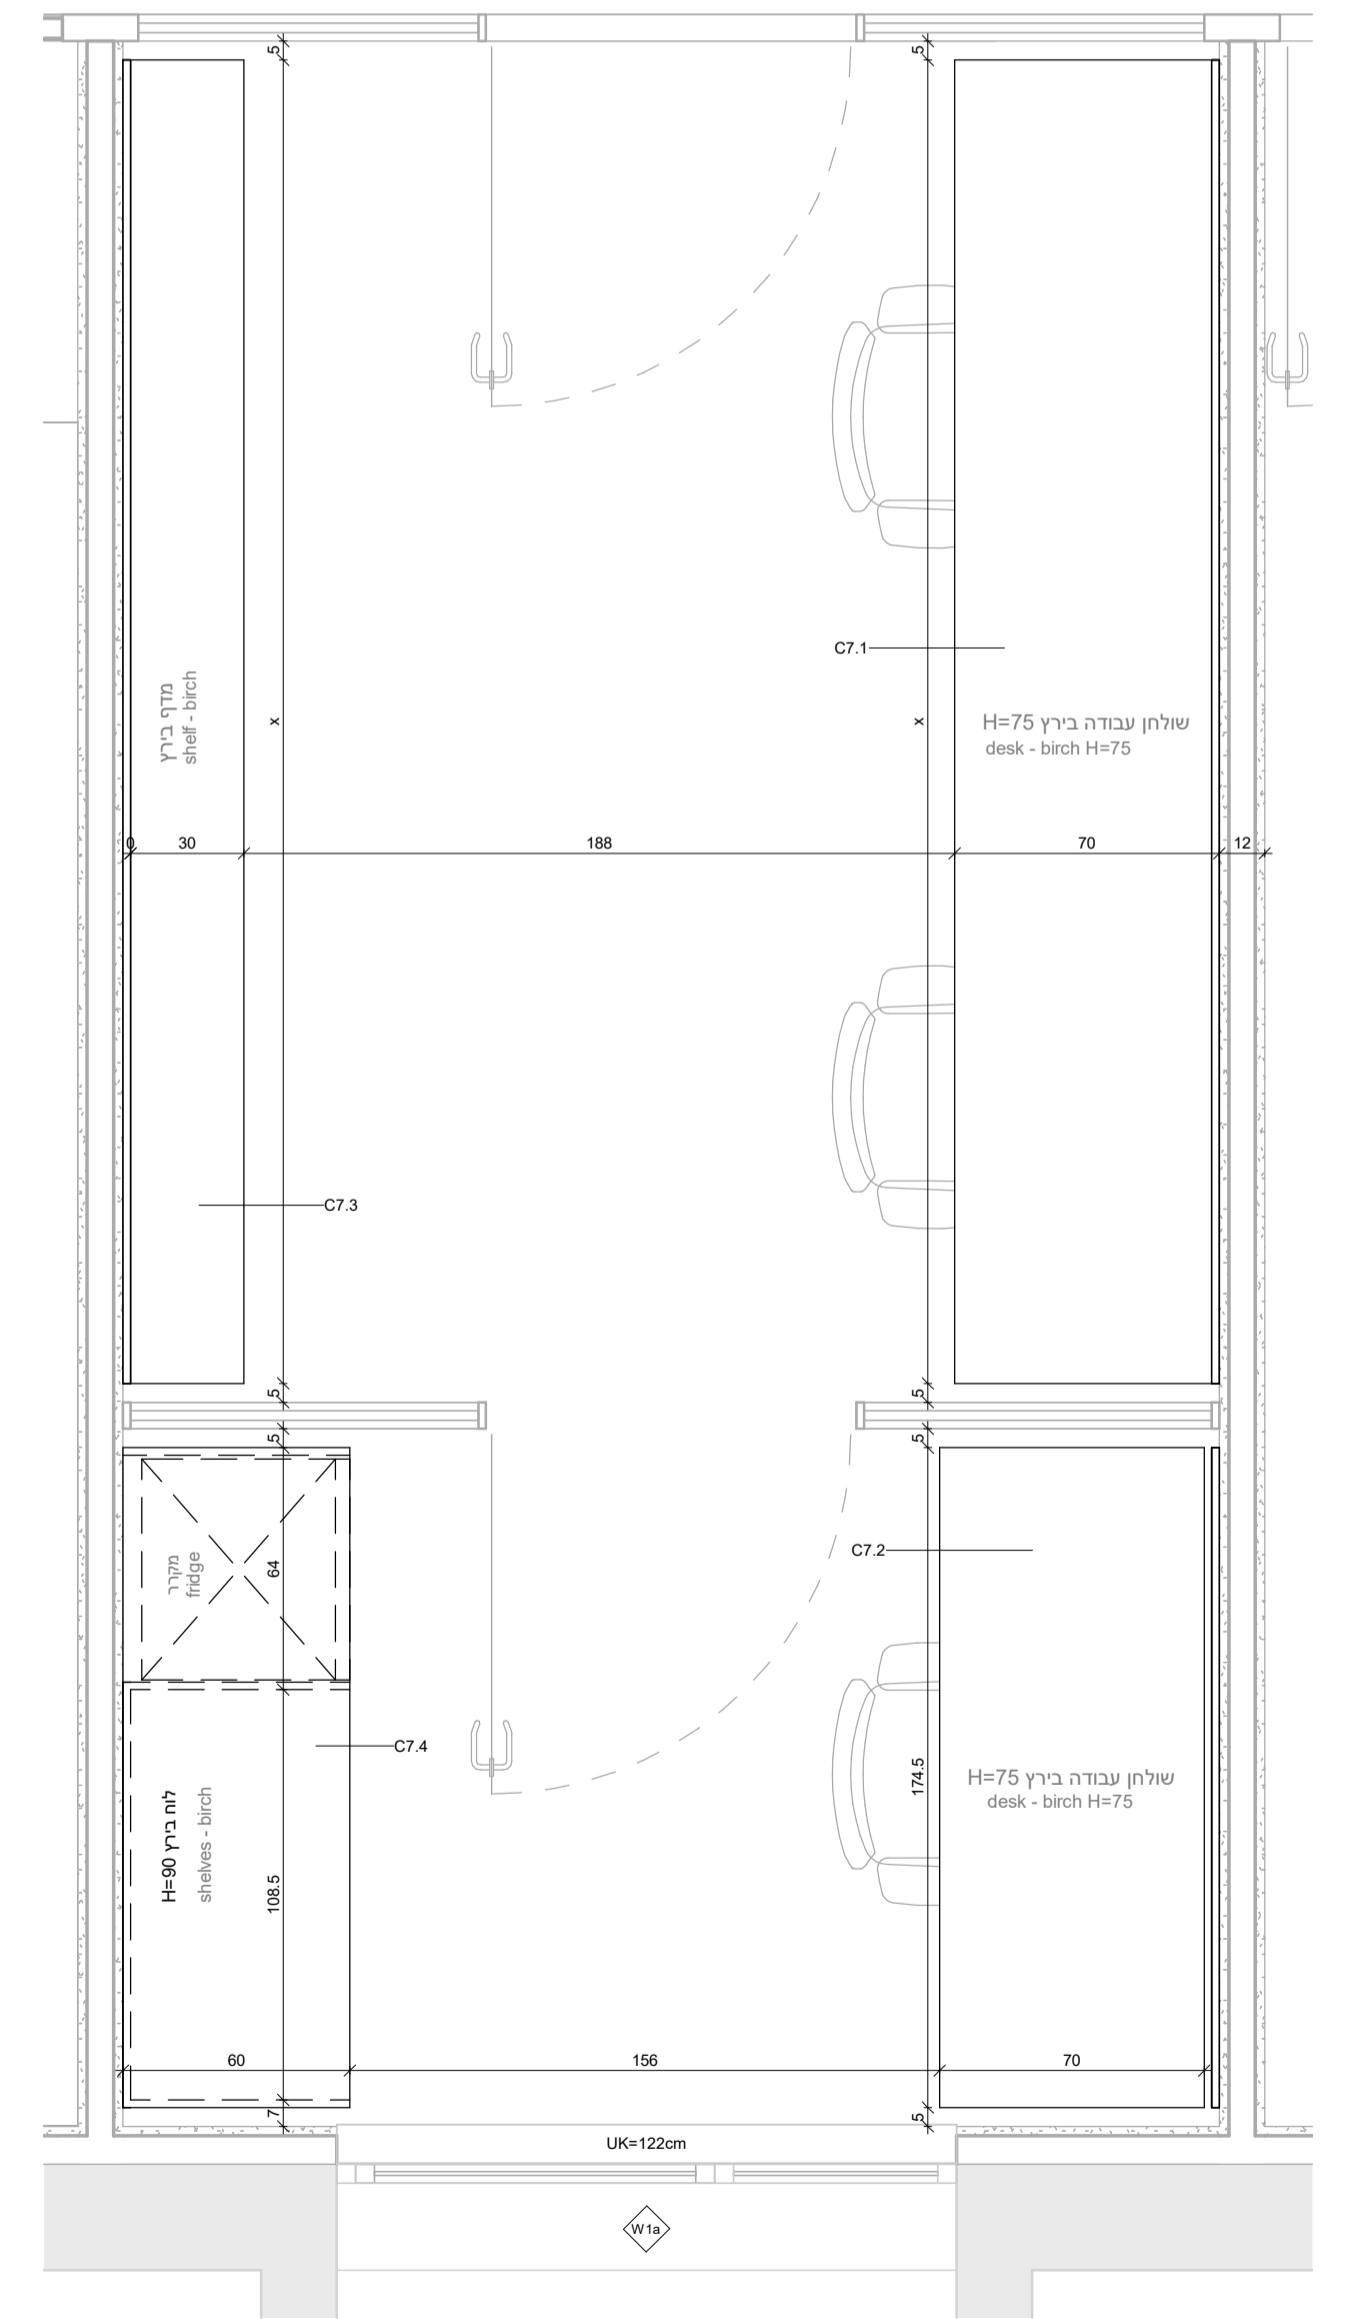 5
5
C7.1
מדף בירץ
shelf - birch
x
x
שולחן עבודה בירץ H=75
desk - birch H=75
0
30
188
70
12
C7.3
5
5
5
5
מקרר
fridge
64
C7.2
C7.4
לוח בירץ H=90
shelves - birch
108.5
174.5
שולחן עבודה בירץ H=75
desk - birch H=75
60
156
70
7
5
UK=122cm
W1a